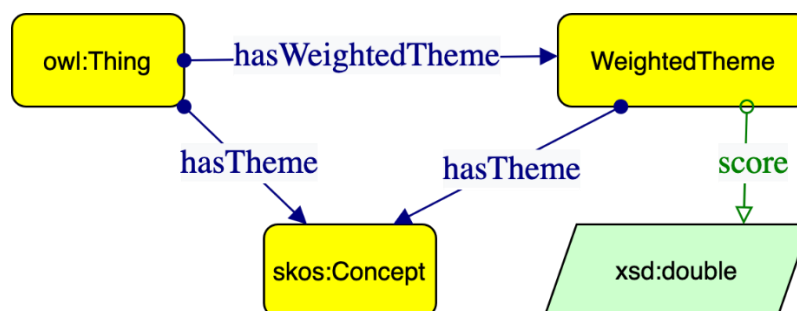 owl:Thing
hasWeightedTheme
WeightedTheme
hasTheme
hasTheme
score
skos:Concept
xsd:double